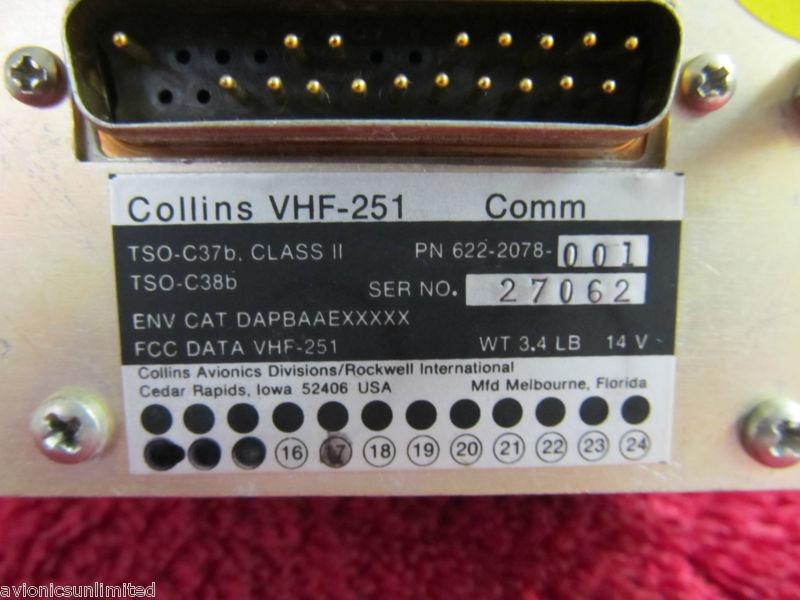 Collins VHF-251 Comm
TSO-C37b, CLASS II PN 622-2078-001
TSO-C38b SER NO. 27062
ENV CAT DAPBAAEXXXXX
FCC DATA VHF-251 WT 3.4 LB 14 V
Collins Avionics Divisions/Rockwell International
Cedar Rapids, Iowa 52406 USA Mfd Melbourne, Florida
16 17 18 19 20 21 22 23 24
avionicsunlimited